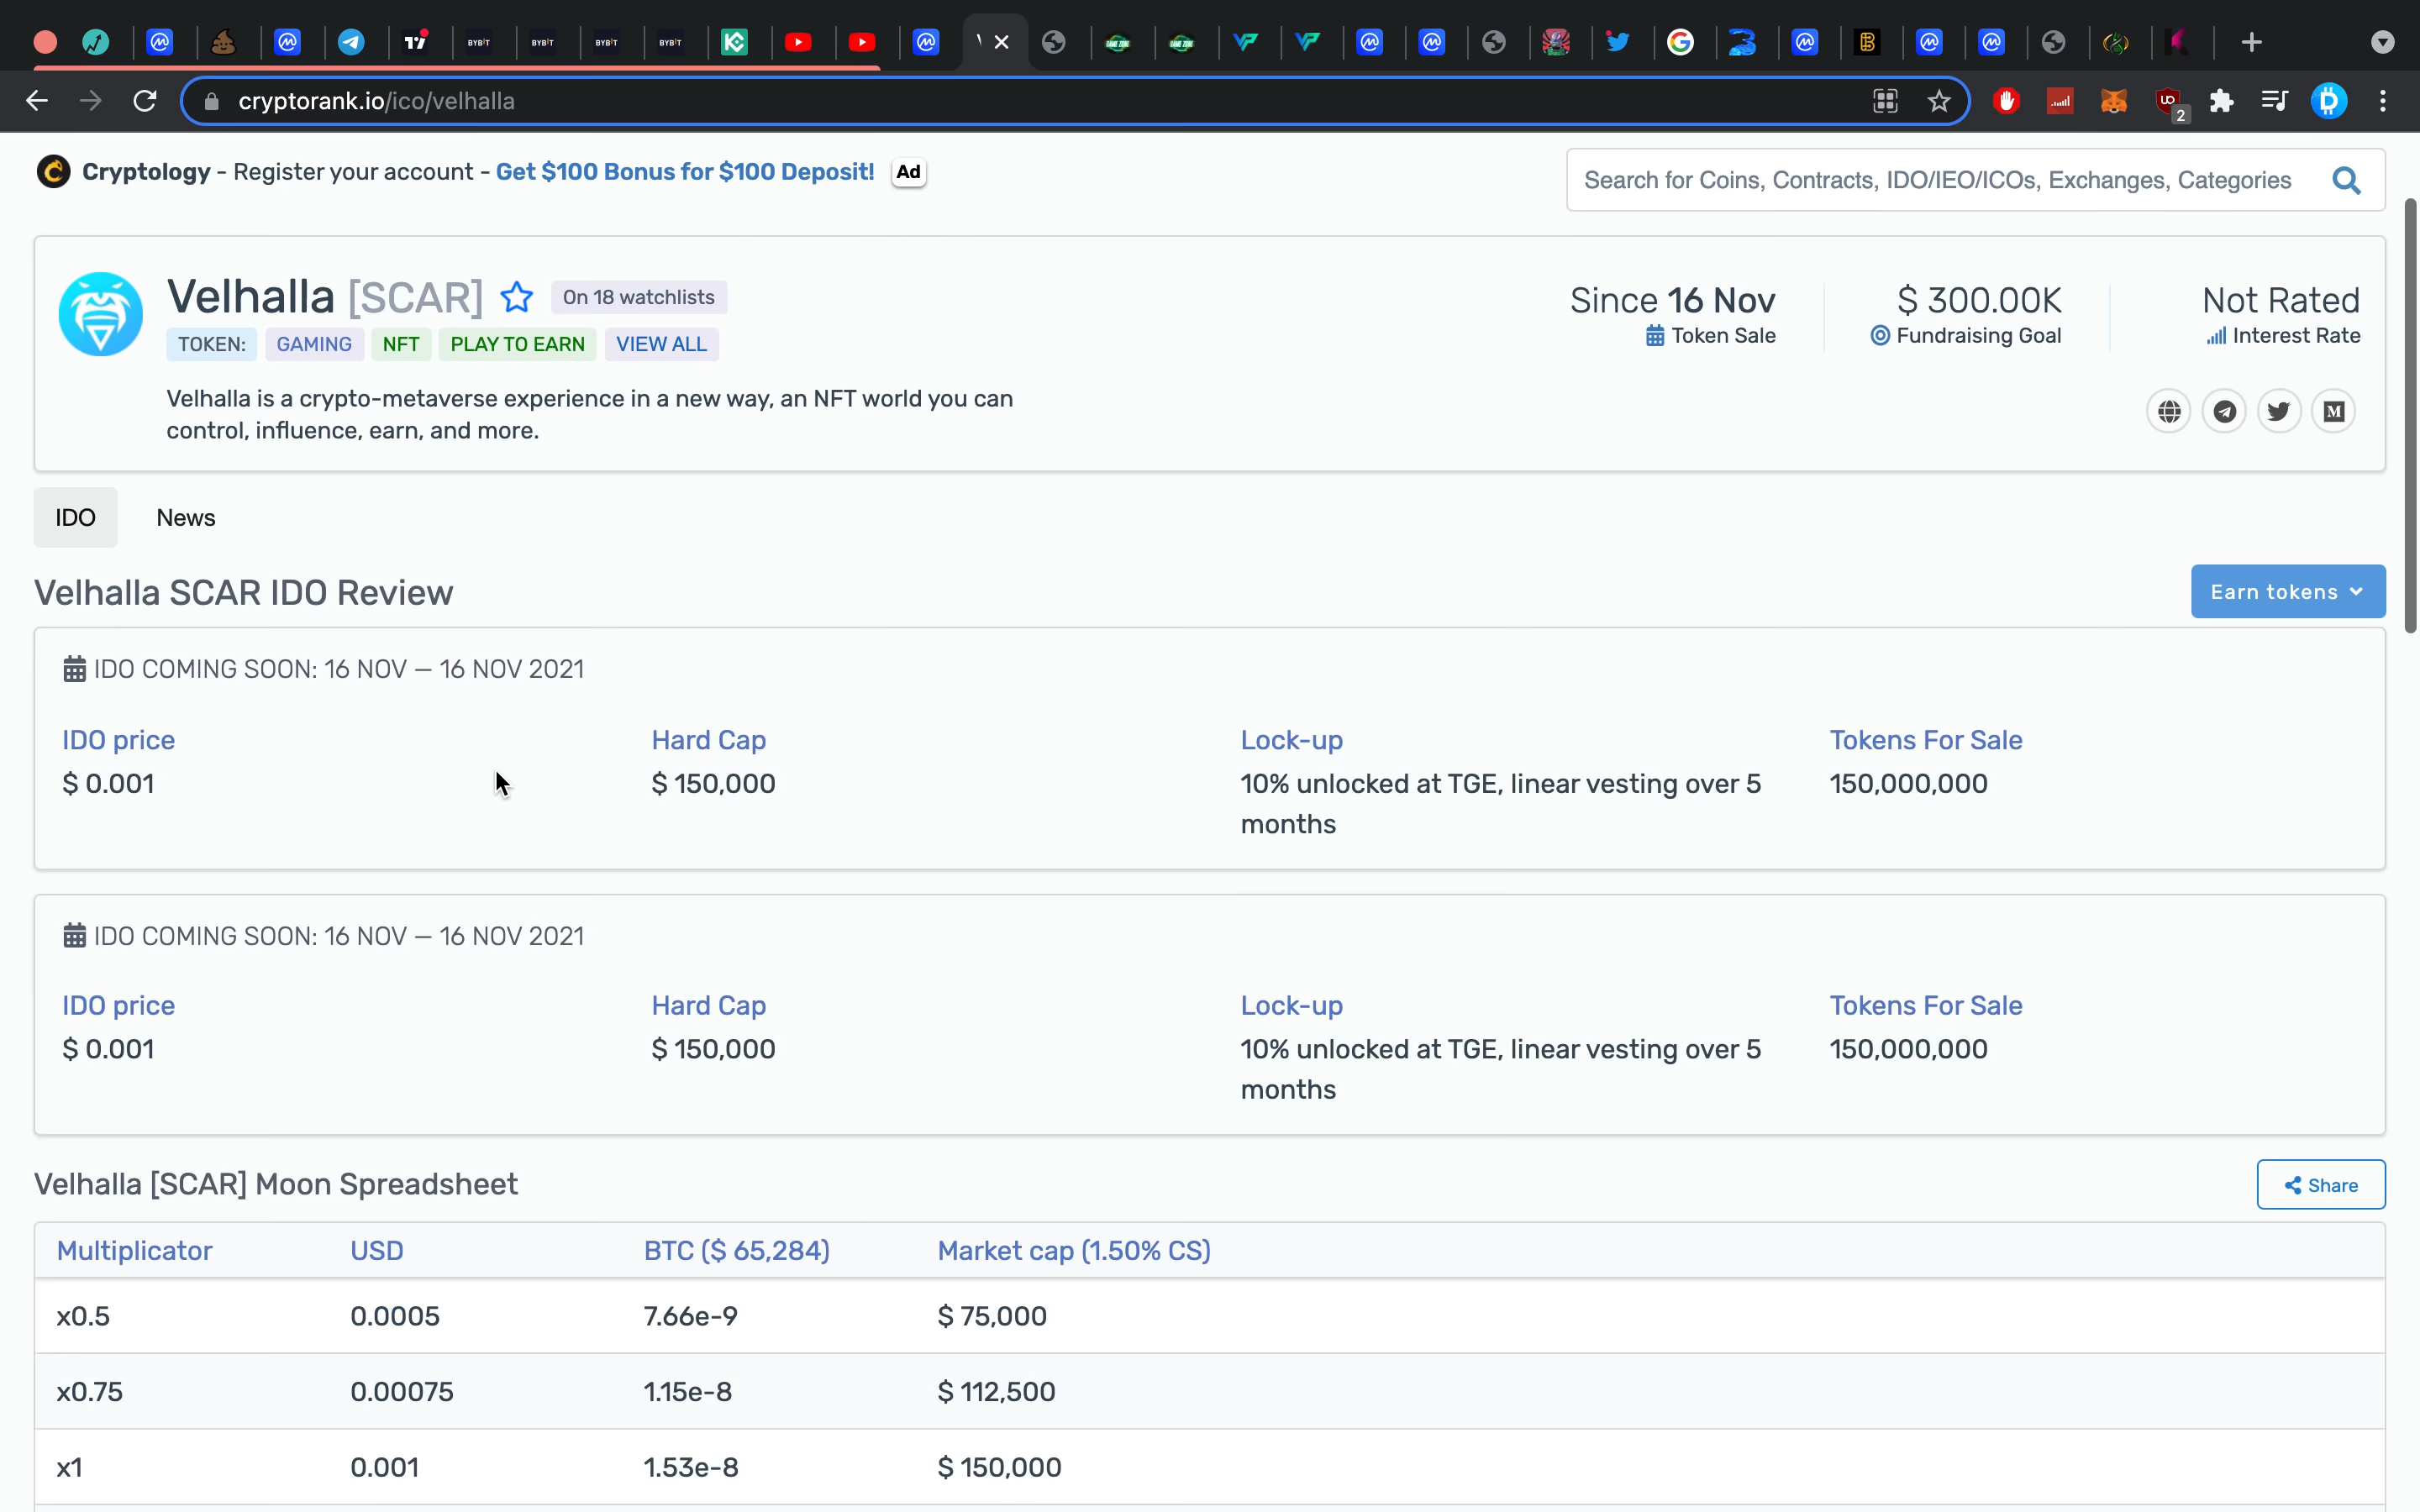 BYBIT BYBIT BYBIT BYBIT
GAME ZONE GAME ZONE
cryptorank.io/ico/velhalla
2
Cryptology - Register your account - Get $100 Bonus for $100 Deposit! Ad
Search for Coins, Contracts, IDO/IEO/ICOs, Exchanges, Categories
Velhalla [SCAR] On 18 watchlists
TOKEN: GAMING NFT PLAY TO EARN VIEW ALL
Velhalla is a crypto-metaverse experience in a new way, an NFT world you can
control, influence, earn, and more.
Since 16 Nov
Token Sale
$ 300.00K
Fundraising Goal
Not Rated
Interest Rate
IDO News
Velhalla SCAR IDO Review
Earn tokens
IDO COMING SOON: 16 NOV — 16 NOV 2021
IDO price Hard Cap Lock-up Tokens For Sale
$ 0.001 $ 150,000 10% unlocked at TGE, linear vesting over 5 150,000,000
months
IDO COMING SOON: 16 NOV — 16 NOV 2021
IDO price Hard Cap Lock-up Tokens For Sale
$ 0.001 $ 150,000 10% unlocked at TGE, linear vesting over 5 150,000,000
months
Velhalla [SCAR] Moon Spreadsheet
Share
Multiplicator USD BTC ($ 65,284) Market cap (1.50% CS)
x0.5 0.0005 7.66e-9 $ 75,000
x0.75 0.00075 1.15e-8 $ 112,500
x1 0.001 1.53e-8 $ 150,000